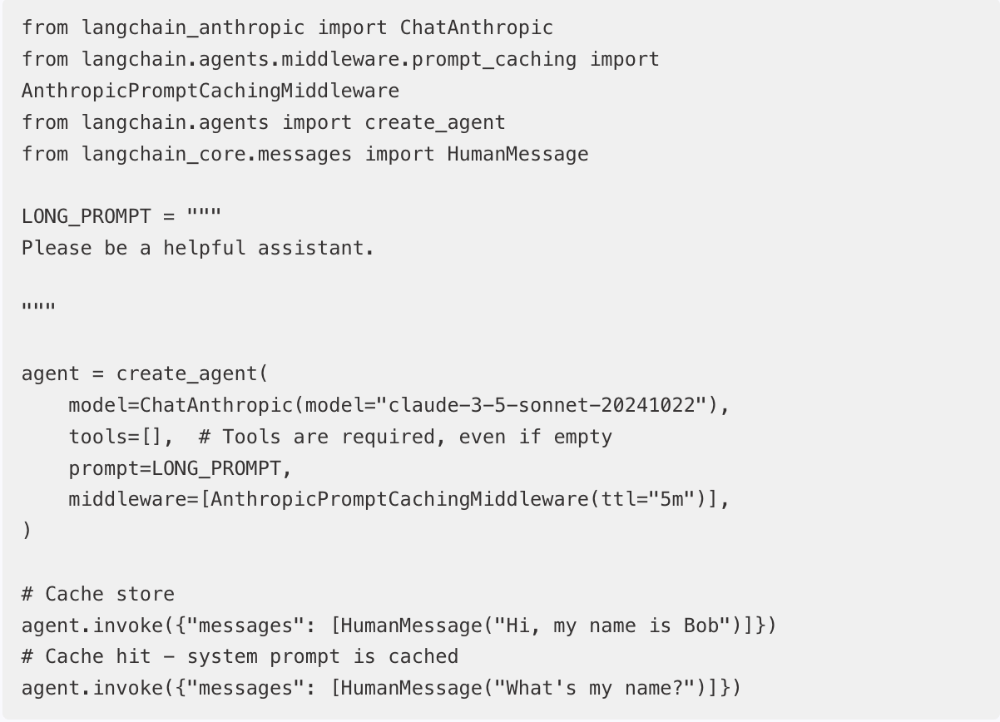 from langchain_anthropic import ChatAnthropic
from langchain.agents.middleware.prompt_caching import
AnthropicPromptCachingMiddleware
from langchain.agents import create_agent
from langchain_core.messages import HumanMessage

LONG_PROMPT = """
Please be a helpful assistant.

"""

agent = create_agent(
    model=ChatAnthropic(model="claude-3-5-sonnet-20241022"),
    tools=[],  # Tools are required, even if empty
    prompt=LONG_PROMPT,
    middleware=[AnthropicPromptCachingMiddleware(ttl="5m")],
)

# Cache store
agent.invoke({"messages": [HumanMessage("Hi, my name is Bob")]})
# Cache hit – system prompt is cached
agent.invoke({"messages": [HumanMessage("What's my name?")]})